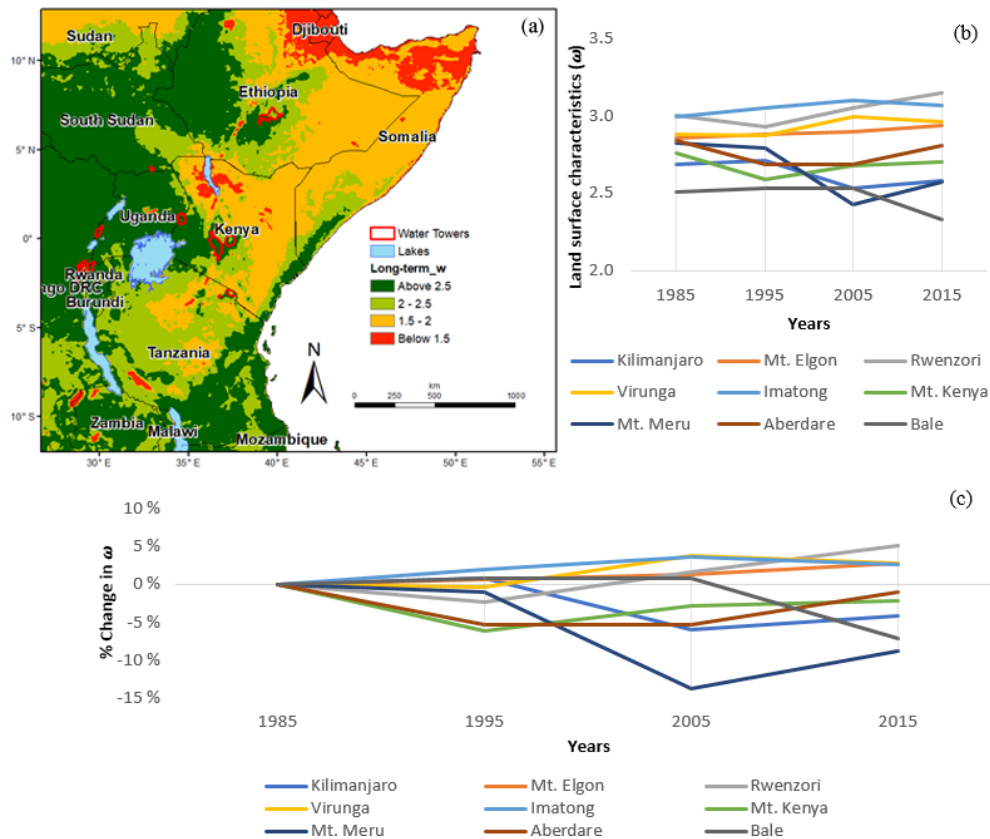 (a)
Sudan
Djibouti
10°N
Ethiopia
South Sudan
Somalia
5°N
Uganda
Kenya
0°
Rwanda
ngo DRC
Burundi
5°S
Tanzania
10°S
Zambia
Malawi
Mozambique
Water Towers
Lakes
Long-term_w
Above 2.5
2 - 2.5
1.5 - 2
Below 1.5
N
km
0 250 500 1000
30°E 35°E 40°E 45°E 50°E 55°E
(b)
Land surface characteristics (ω)
3.5
3.0
2.5
2.0
1985 1995 2005 2015
Years
Kilimanjaro Mt. Elgon Rwenzori
Virunga Imatong Mt. Kenya
Mt. Meru Aberdare Bale
(c)
% Change in ω
10 %
5 %
0 %
-5 %
-10 %
-15 %
1985 1995 2005 2015
Years
Kilimanjaro Mt. Elgon Rwenzori
Virunga Imatong Mt. Kenya
Mt. Meru Aberdare Bale